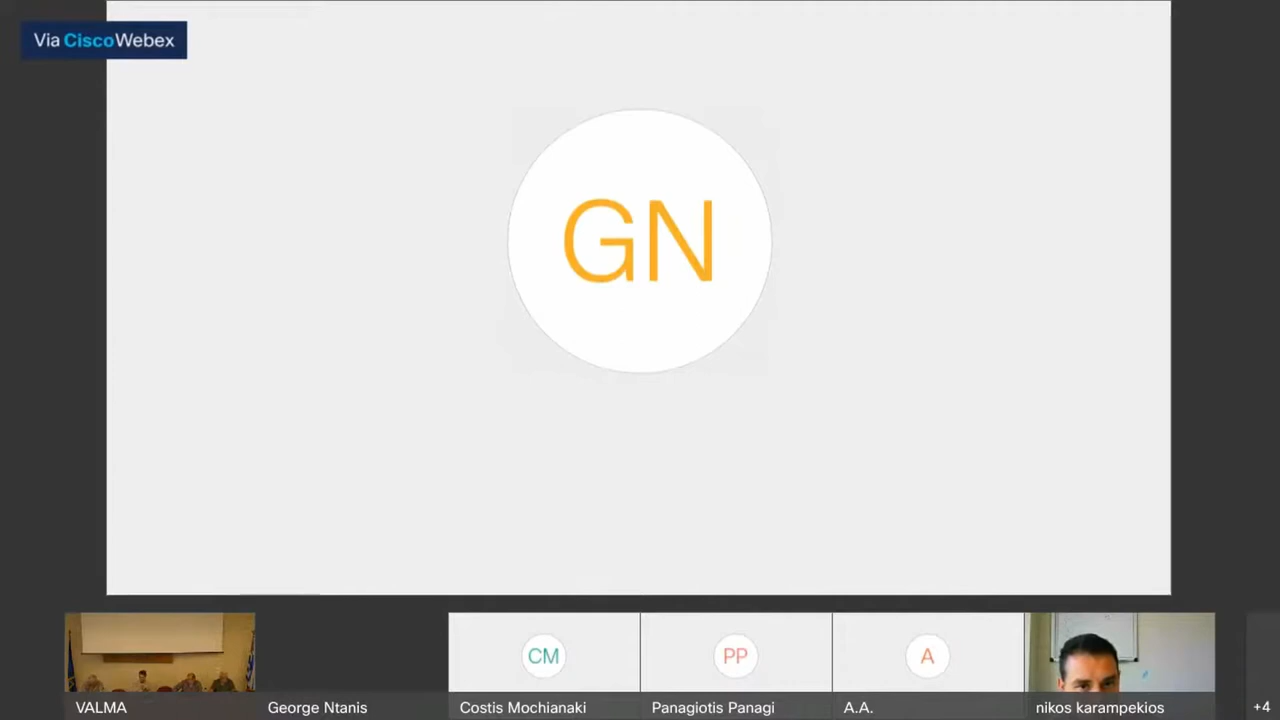 Via CiscoWebex
GN
CM
PP
A
VALMA
George Ntanis
Costis Mochianaki
Panagiotis Panagi
A.A.
nikos karampekios
+4